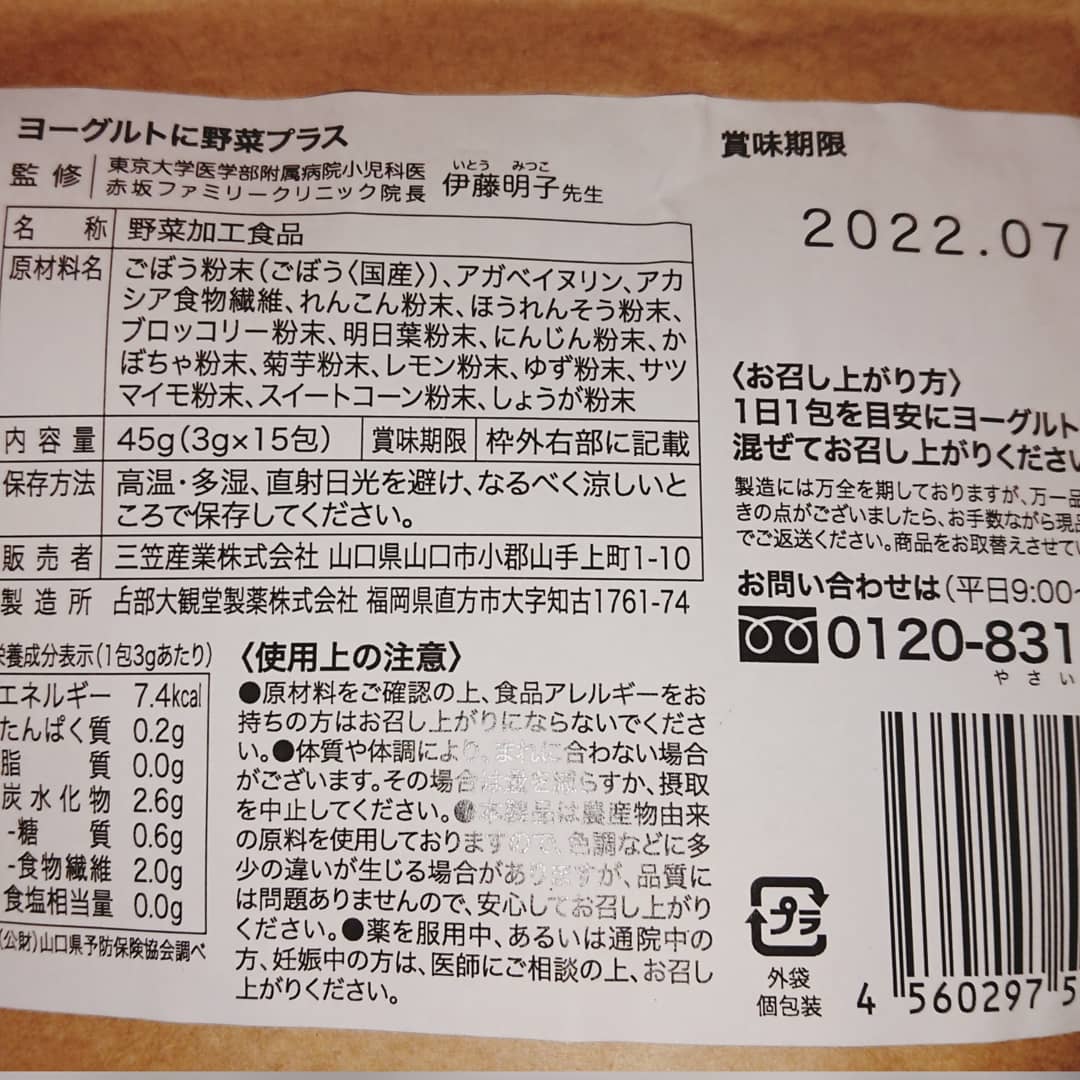 ヨーグルトに野菜プラス
監修
東京大学医学部附属病院小児科医
赤坂ファミリークリニック院長
いとう みつこ
伊藤明子先生
名 称 野菜加工食品
原材料名 ごぼう粉末(ごぼう〈国産〉)、アガベイヌリン、アカ
シア食物繊維、れんこん粉末、ほうれんそう粉末、
ブロッコリー粉末、明日葉粉末、にんじん粉末、か
ぼちゃ粉末、菊芋粉末、レモン粉末、ゆず粉末、サツ
マイモ粉末、スイートコーン粉末、しょうが粉末
内容量 45g(3g×15包) 賞味期限 枠外右部に記載
保存方法 高温・多湿、直射日光を避け、なるべく涼しいと
ころで保存してください。
販売者 三笠産業株式会社 山口県山口市小郡山手上町1-10
製造所 占部大観堂製薬株式会社 福岡県直方市大字知古1761-74
栄養成分表示(1包3gあたり)
エネルギー 7.4kcal
たんぱく質 0.2g
脂 質 0.0g
炭水化物 2.6g
-糖 質 0.6g
-食物繊維 2.0g
食塩相当量 0.0g
(公財)山口県予防保険協会調べ
〈使用上の注意〉
●原材料をご確認の上、食品アレルギーをお
持ちの方はお召し上がりにならないでくださ
い。●体質や体調により、まれに合わない場合
がございます。その場合は量を減らすか、摂取
を中止してください。●本製品は農産物由来
の原料を使用しておりますので、色調などに多
少の違いが生じる場合がありますが、品質に
は問題ありませんので、安心してお召し上がり
ください。●薬を服用中、あるいは通院中の
方、妊娠中の方は、医師にご相談の上、お召し
上がりください。
賞味期限
2022.07
〈お召し上がり方〉
1日1包を目安にヨーグルト
混ぜてお召し上がりください
製造には万全を期しておりますが、万一品
きの点がございましたら、お手数ながら現品
でご返送ください。商品をお取替えさせてい
お問い合わせは(平日9:00~
0120-831
やさい
プラ
外袋
個包装
4 560297 5